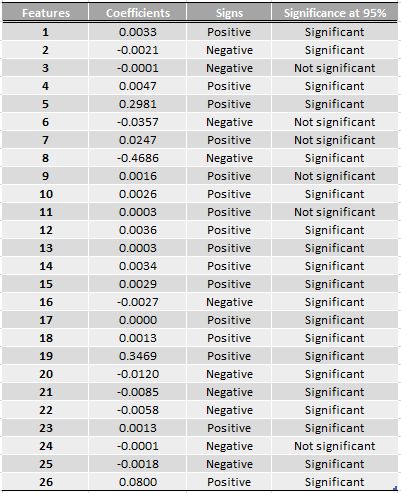 Features Coefficients Signs Significance at 95%
1 0.0033 Positive Significant
2 -0.0021 Negative Significant
3 -0.0001 Negative Not significant
4 0.0047 Positive Significant
5 0.2981 Positive Significant
6 -0.0357 Negative Not significant
7 0.0247 Positive Not significant
8 -0.4686 Negative Significant
9 0.0016 Positive Not significant
10 0.0026 Positive Significant
11 0.0003 Positive Not significant
12 0.0036 Positive Significant
13 0.0003 Positive Significant
14 0.0034 Positive Significant
15 0.0029 Positive Significant
16 -0.0027 Negative Significant
17 0.0000 Positive Significant
18 0.0013 Positive Significant
19 0.3469 Positive Significant
20 -0.0120 Negative Significant
21 -0.0085 Negative Significant
22 -0.0058 Negative Significant
23 0.0013 Positive Significant
24 -0.0001 Negative Not significant
25 -0.0018 Negative Significant
26 0.0800 Positive Significant